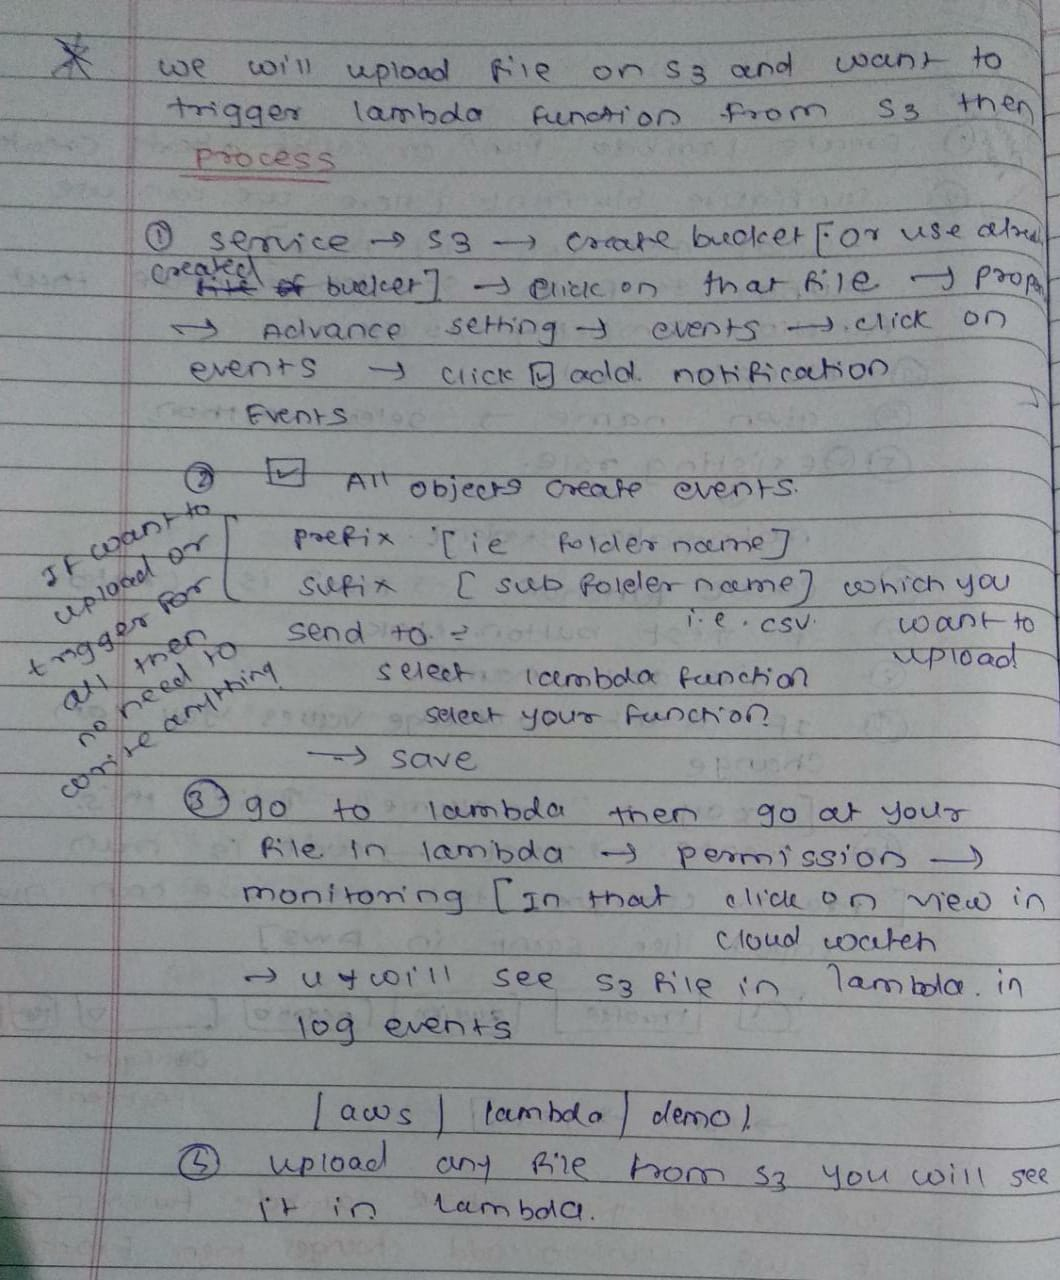 we will upload file on S3 and want to
trigger lambda function from S3 then
process
① service → S3 → create bucket [or use alrea
created file of bucket] → click on that file → prop
→ Advance setting → events → click on
events → click ☑ add notification
Events
② ☑ All objects create events.
prefix [ie folder name]
sufix [sub foleler name] which you
i.e. csv. want to
upload
send to :
select lambda function
select your function
→ save
If want to
upload or
trigger for
all then
no need to
write anything
③ go to lambda then go at your
file in lambda → permission →
monitoring [In that click on view in
cloud watch
→ will see S3 file in lambda in
log events
/ aws / lambda / demo1
⑤ upload any file from S3 you will see
it in lambda.